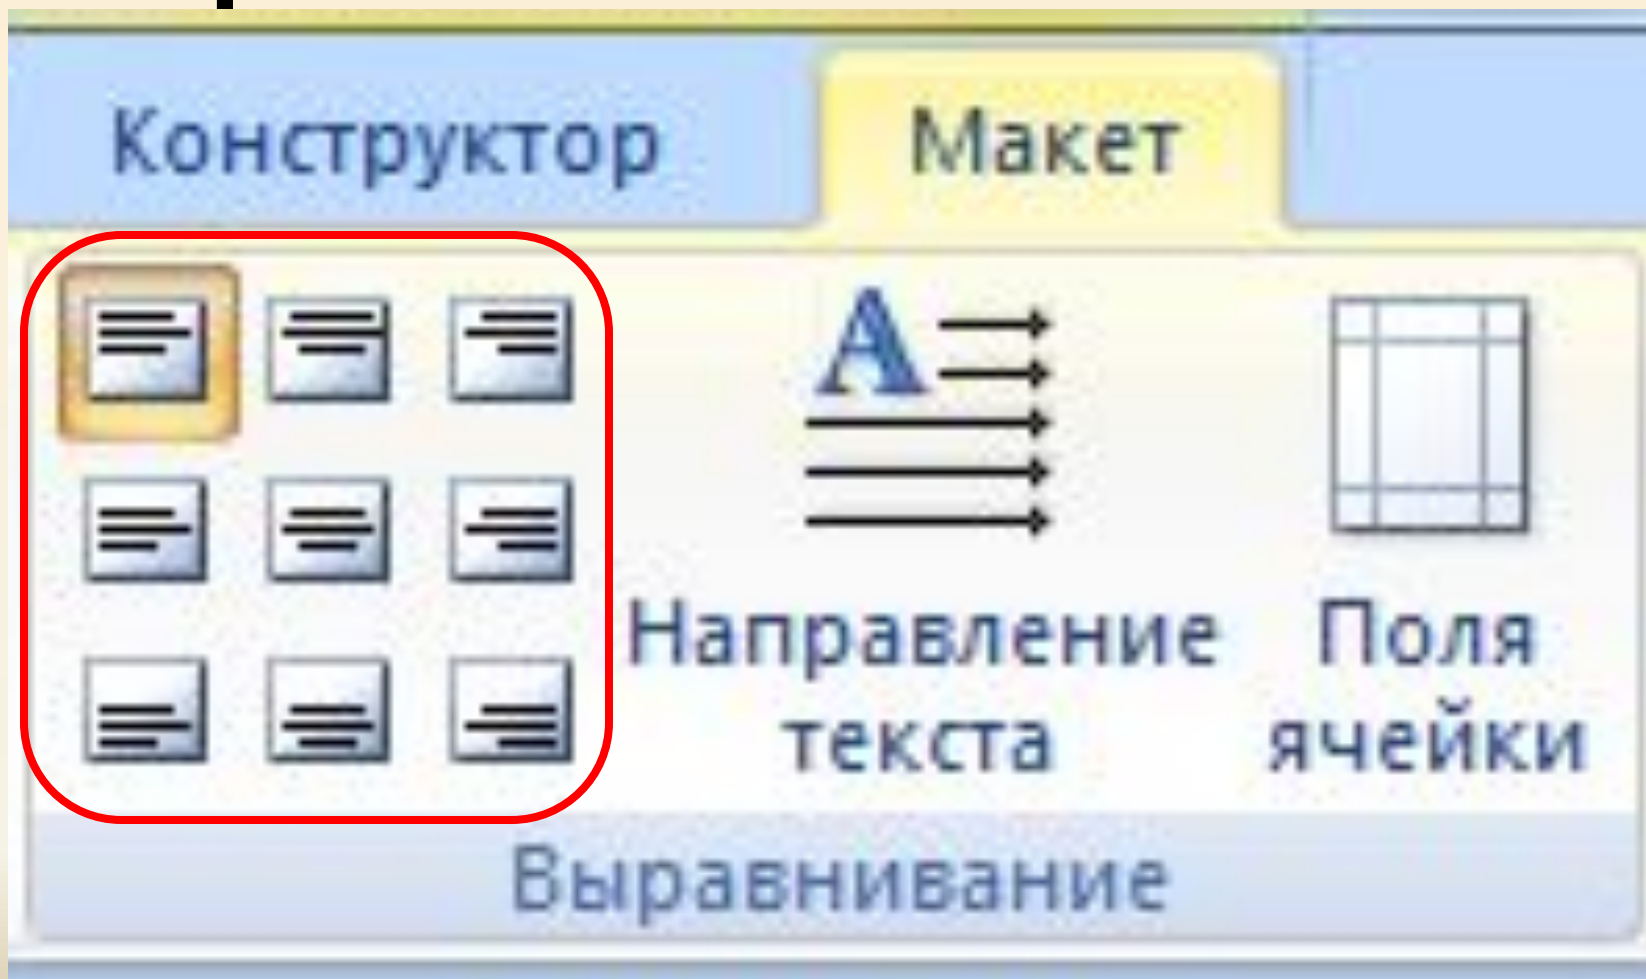 Конструктор Макет
A
Направление Поля
текста ячейки
Выравнивание